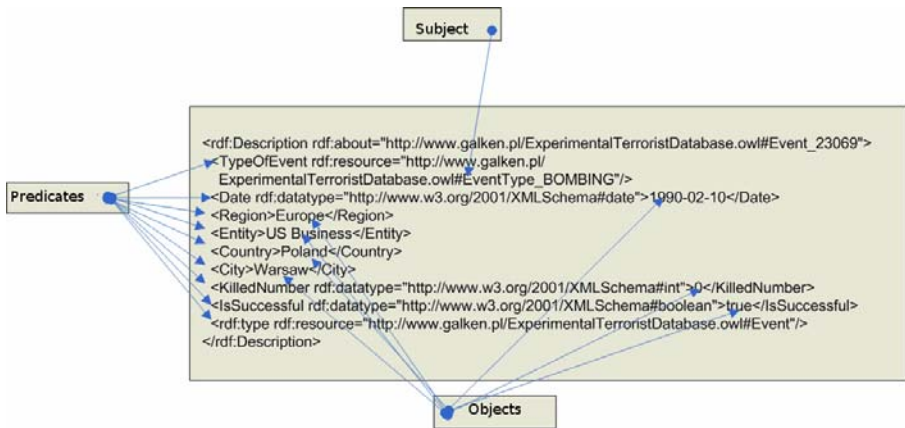 Subject
<rdf:Description rdf:about="http://www.galken.pl/ExperimentalTerroristDatabase.owl#Event_23069">
<TypeOfEvent rdf:resource="http://www.galken.pl/
ExperimentalTerroristDatabase.owl#EventType_BOMBING"/>
Predicates
<Date rdf:datatype="http://www.w3.org/2001/XMLSchema#date">1990-02-10</Date>
<Region>Europe</Region>
<Entity>US Business</Entity>
<Country>Poland</Country>
<City>Warsaw</City>
<KilledNumber rdf:datatype="http://www.w3.org/2001/XMLSchema#int">0</KilledNumber>
<IsSuccessful rdf:datatype="http://www.w3.org/2001/XMLSchema#boolean">true</IsSuccessful>
<rdf:type rdf:resource="http://www.galken.pl/ExperimentalTerroristDatabase.owl#Event"/>
</rdf:Description>
Objects